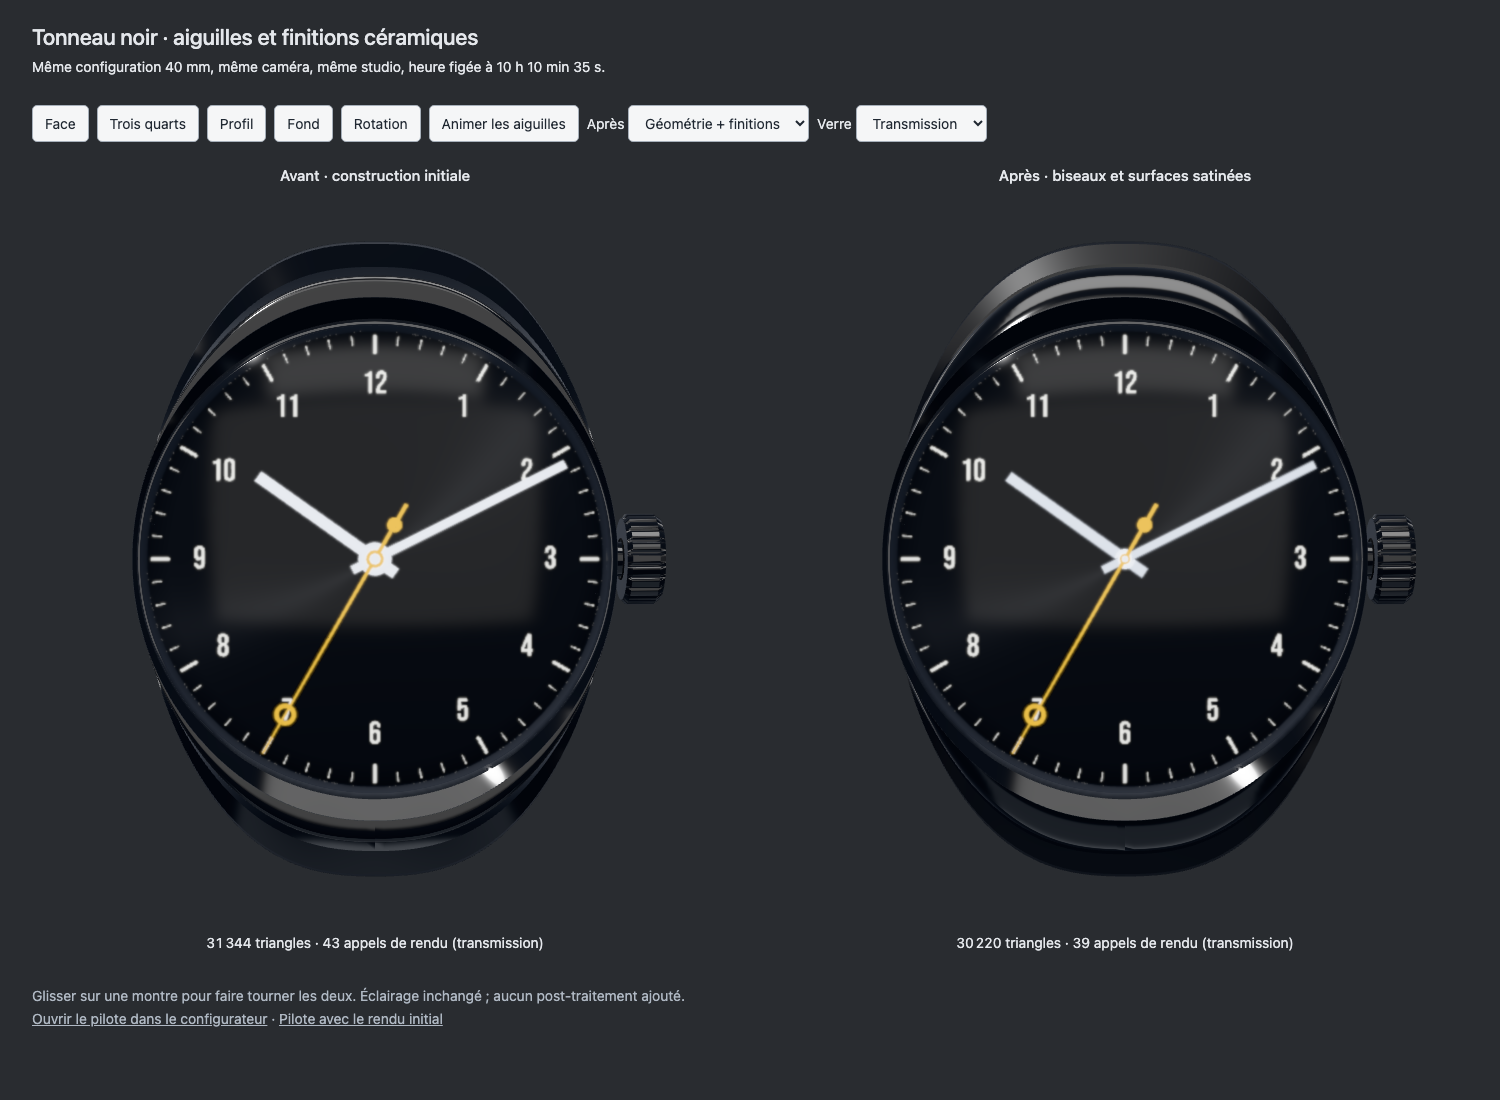 Tonneau noir · aiguilles et finitions céramiques
Même configuration 40 mm, même caméra, même studio, heure figée à 10 h 10 min 35 s.
Face Trois quarts Profil Fond Rotation Animer les aiguilles Après Géométrie + finitions Verre Transmission
Avant · construction initiale
12
11 1
10 2
9 3
8 4
7 5
6
31 344 triangles · 43 appels de rendu (transmission)
Après · biseaux et surfaces satinées
12
11 1
10 2
9 3
8 4
7 5
6
30 220 triangles · 39 appels de rendu (transmission)
Glisser sur une montre pour faire tourner les deux. Éclairage inchangé ; aucun post-traitement ajouté.
Ouvrir le pilote dans le configurateur · Pilote avec le rendu initial